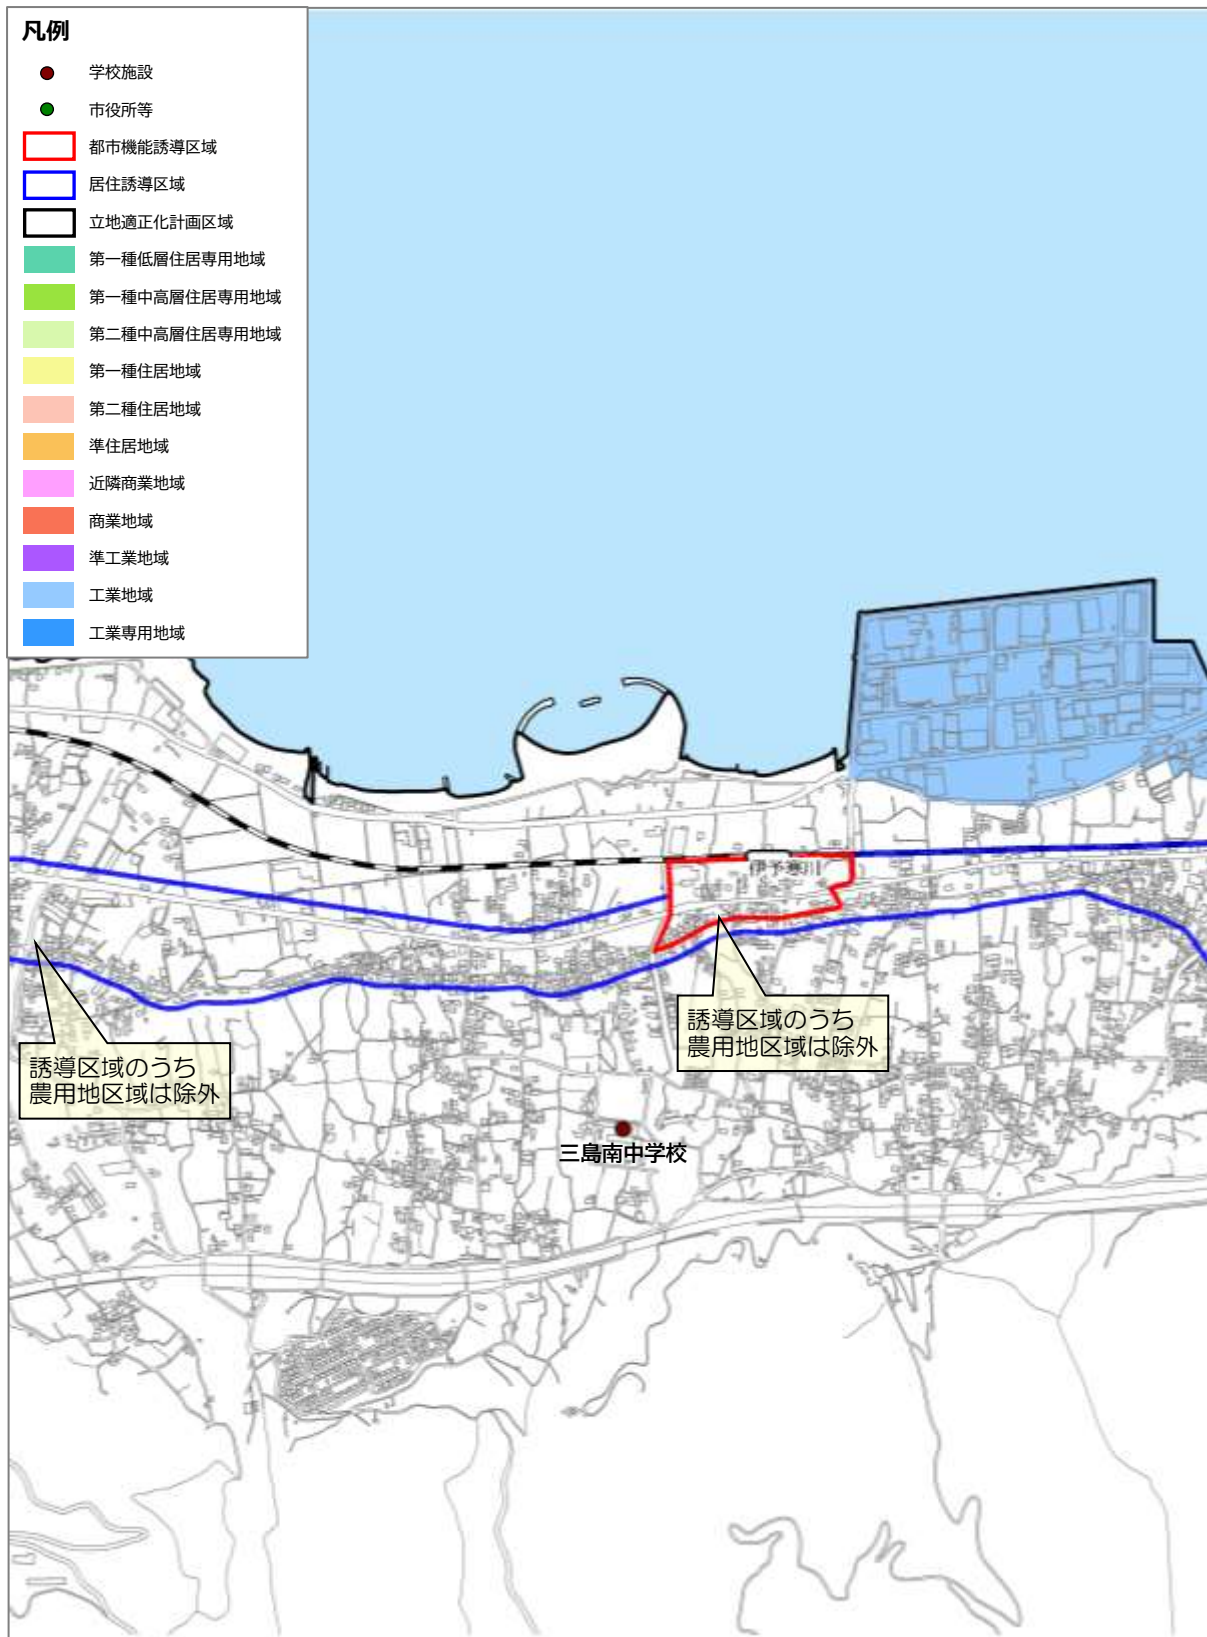 凡例
学校施設
市役所等
都市機能誘導区域
居住誘導区域
立地適正化計画区域
第一種低層住居専用地域
第一種中高層住居専用地域
第二種中高層住居専用地域
第一種住居地域
第二種住居地域
準住居地域
近隣商業地域
商業地域
準工業地域
工業地域
工業専用地域
伊予寒川
誘導区域のうち
農用地区域は除外
誘導区域のうち
農用地区域は除外
三島南中学校